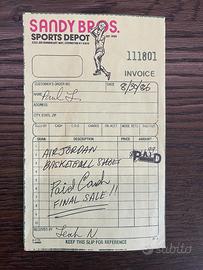 SANDY BROS.
SPORTS DEPOT
111801
INVOICE
CUSTOMER'S ORDER NO.
8/30/86
NAME
Paul L.
ADDRESS
CITY, STATE, ZIP
SOLD BY
CASH
C.O.D.
CHARGE
ON ACCT.
MDSE. RETD.
PAID OUT
QUAN.
DESCRIPTION
PRICE
AMOUNT
AIR JORDAN
BASKETBALL SHOES
PAID
Paid Cash
FINAL SALE!!
RECEIVED BY
Leah N
KEEP THIS SLIP FOR REFERENCE
subito